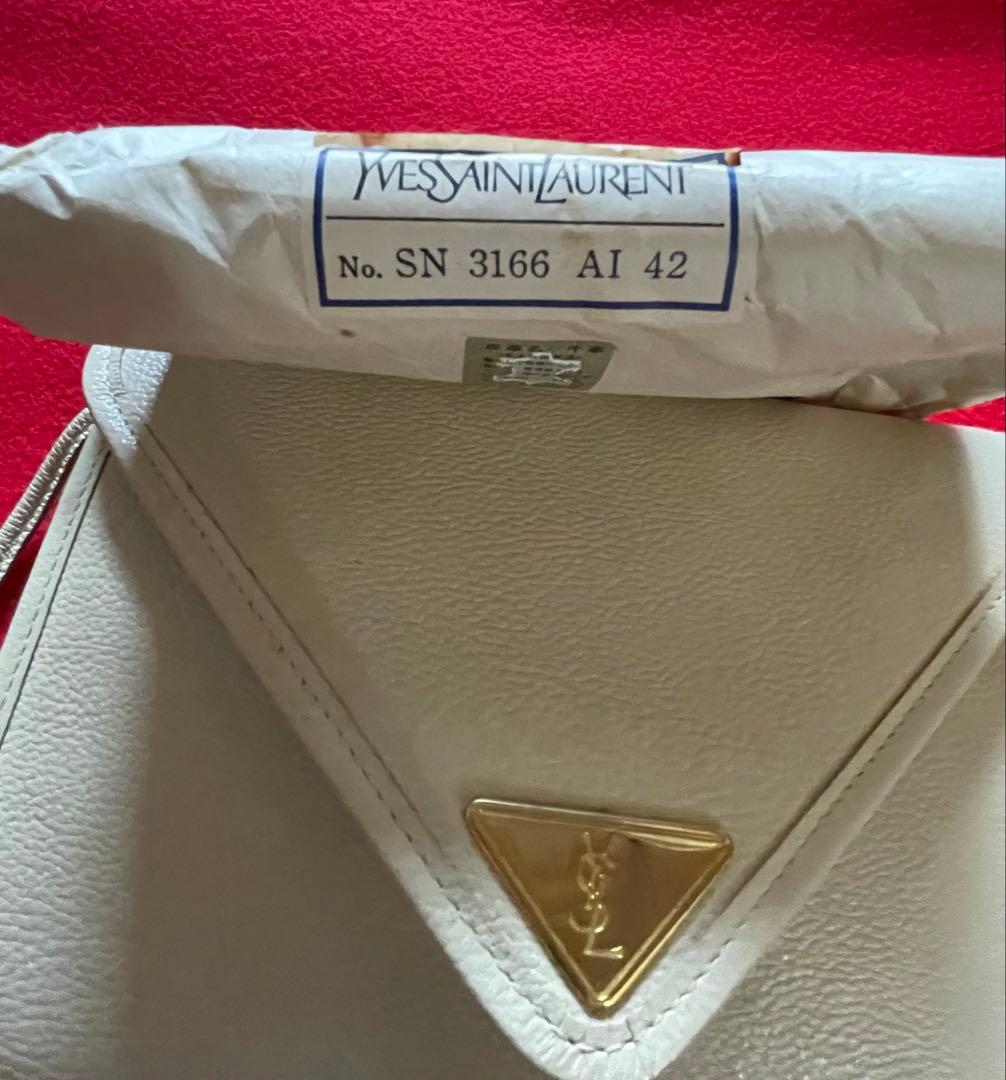 YVESSAINTLAURENT
No. SN 3166 AI 42
YSL